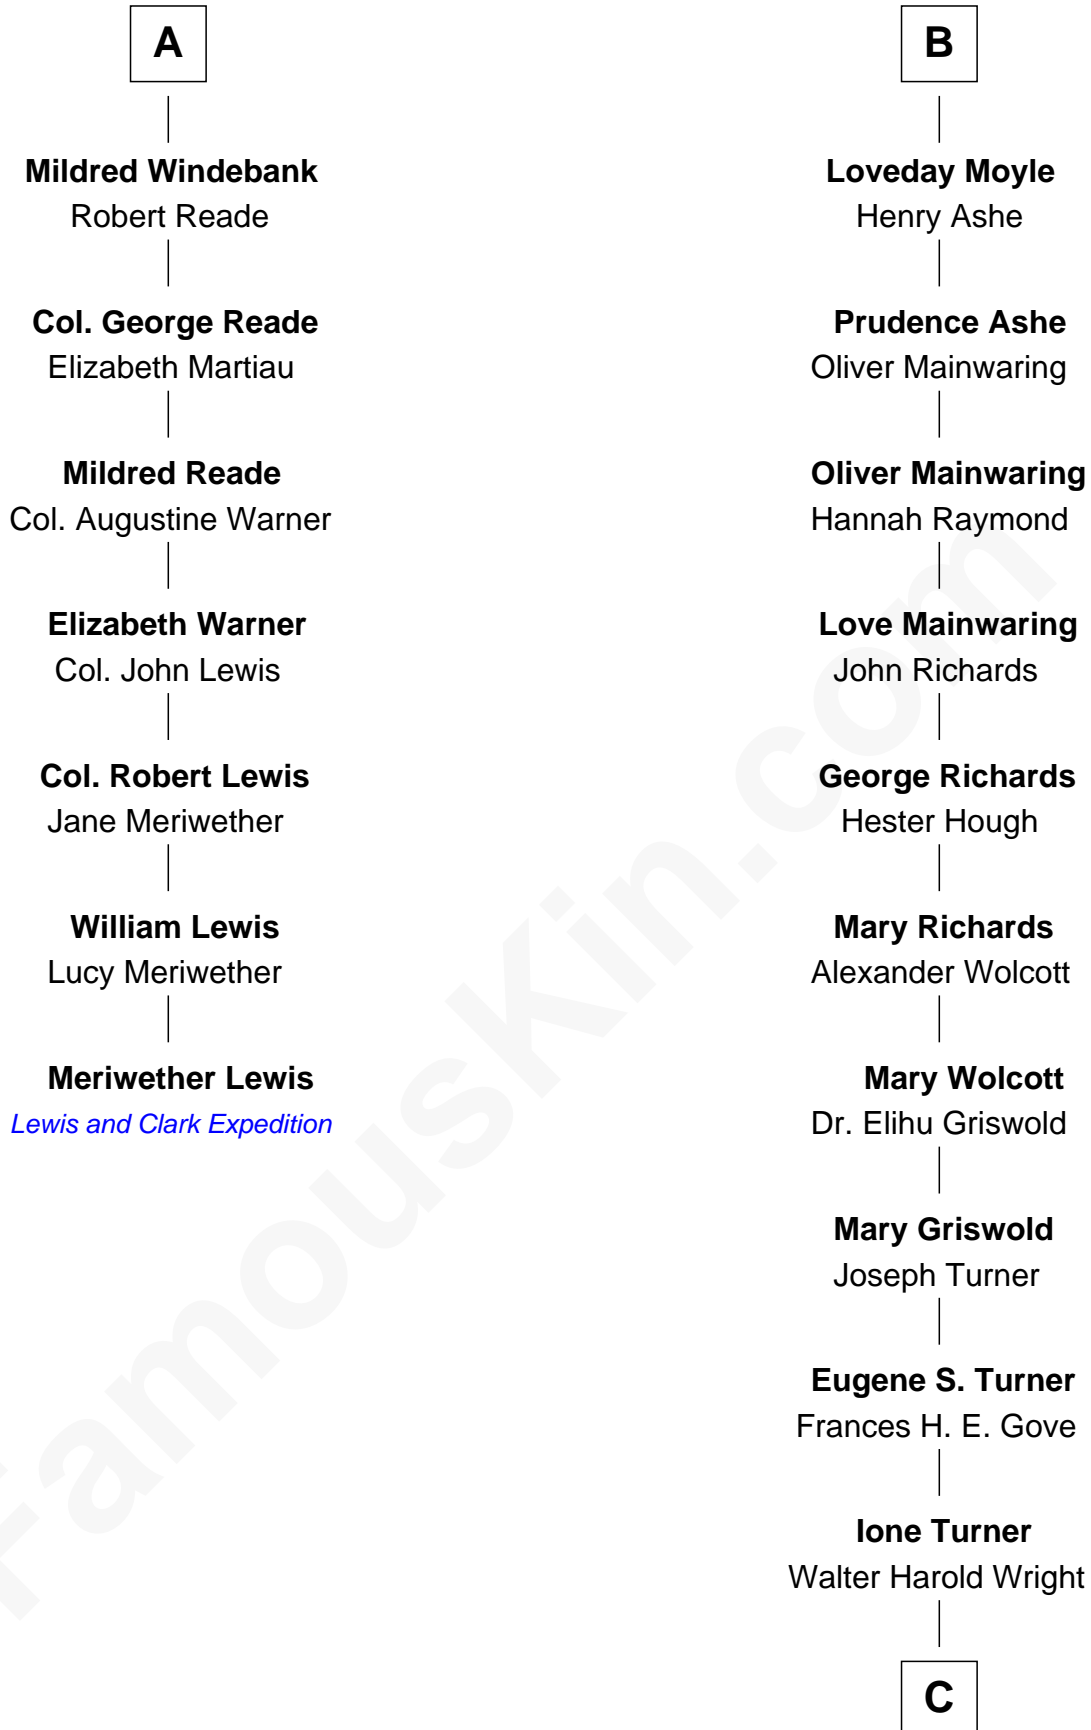 A
Mildred Windebank
Robert Reade
Col. George Reade
Elizabeth Martiau
Mildred Reade
Col. Augustine Warner
Elizabeth Warner
Col. John Lewis
Col. Robert Lewis
Jane Meriwether
William Lewis
Lucy Meriwether
Meriwether Lewis
Lewis and Clark Expedition
B
Loveday Moyle
Henry Ashe
Prudence Ashe
Oliver Mainwaring
Oliver Mainwaring
Hannah Raymond
Love Mainwaring
John Richards
George Richards
Hester Hough
Mary Richards
Alexander Wolcott
Mary Wolcott
Dr. Elihu Griswold
Mary Griswold
Joseph Turner
Eugene S. Turner
Frances H. E. Gove
Ione Turner
Walter Harold Wright
C
FamousKin.com